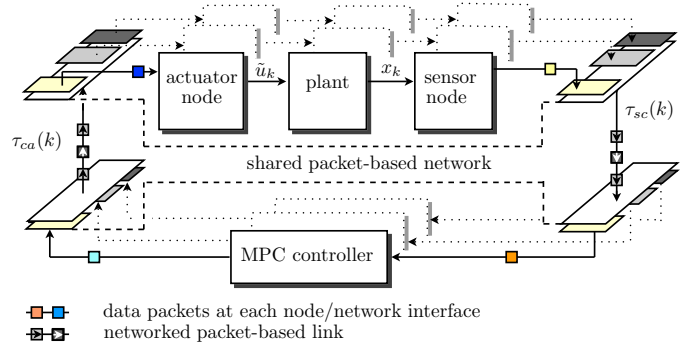 actuator node
ũ_k
plant
x_k
sensor node
τ_ca(k)
τ_sc(k)
shared packet-based network
MPC controller
data packets at each node/network interface
networked packet-based link